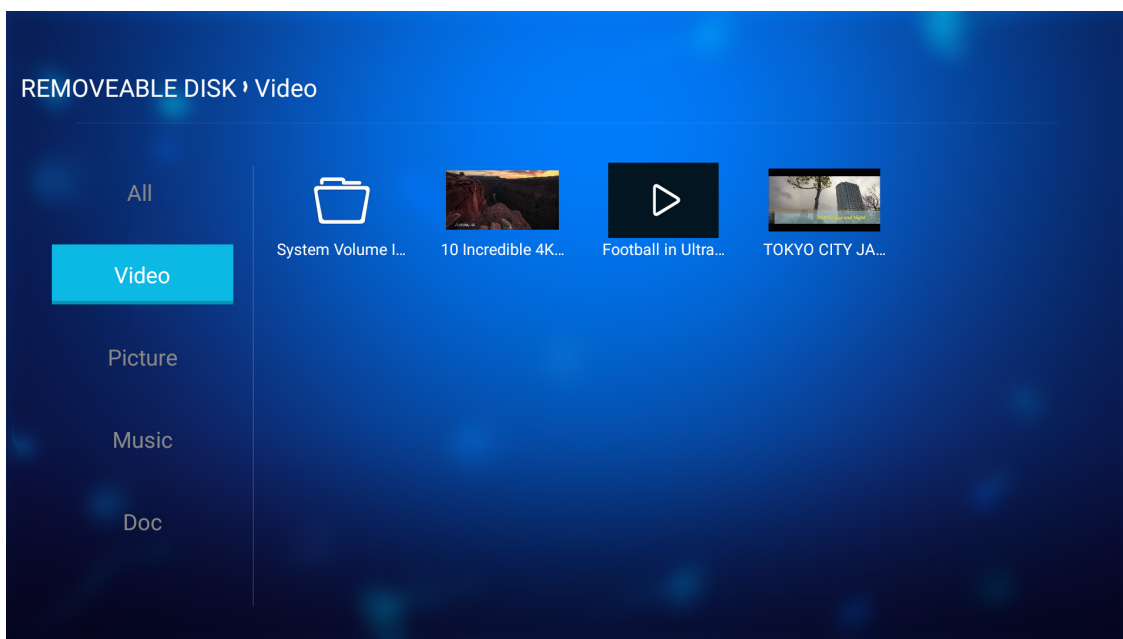 REMOVEABLE DISK Video
All
Video
Picture
Music
Doc
System Volume I...
10 Incredible 4K...
Football in Ultra...
TOKYO CITY JA...